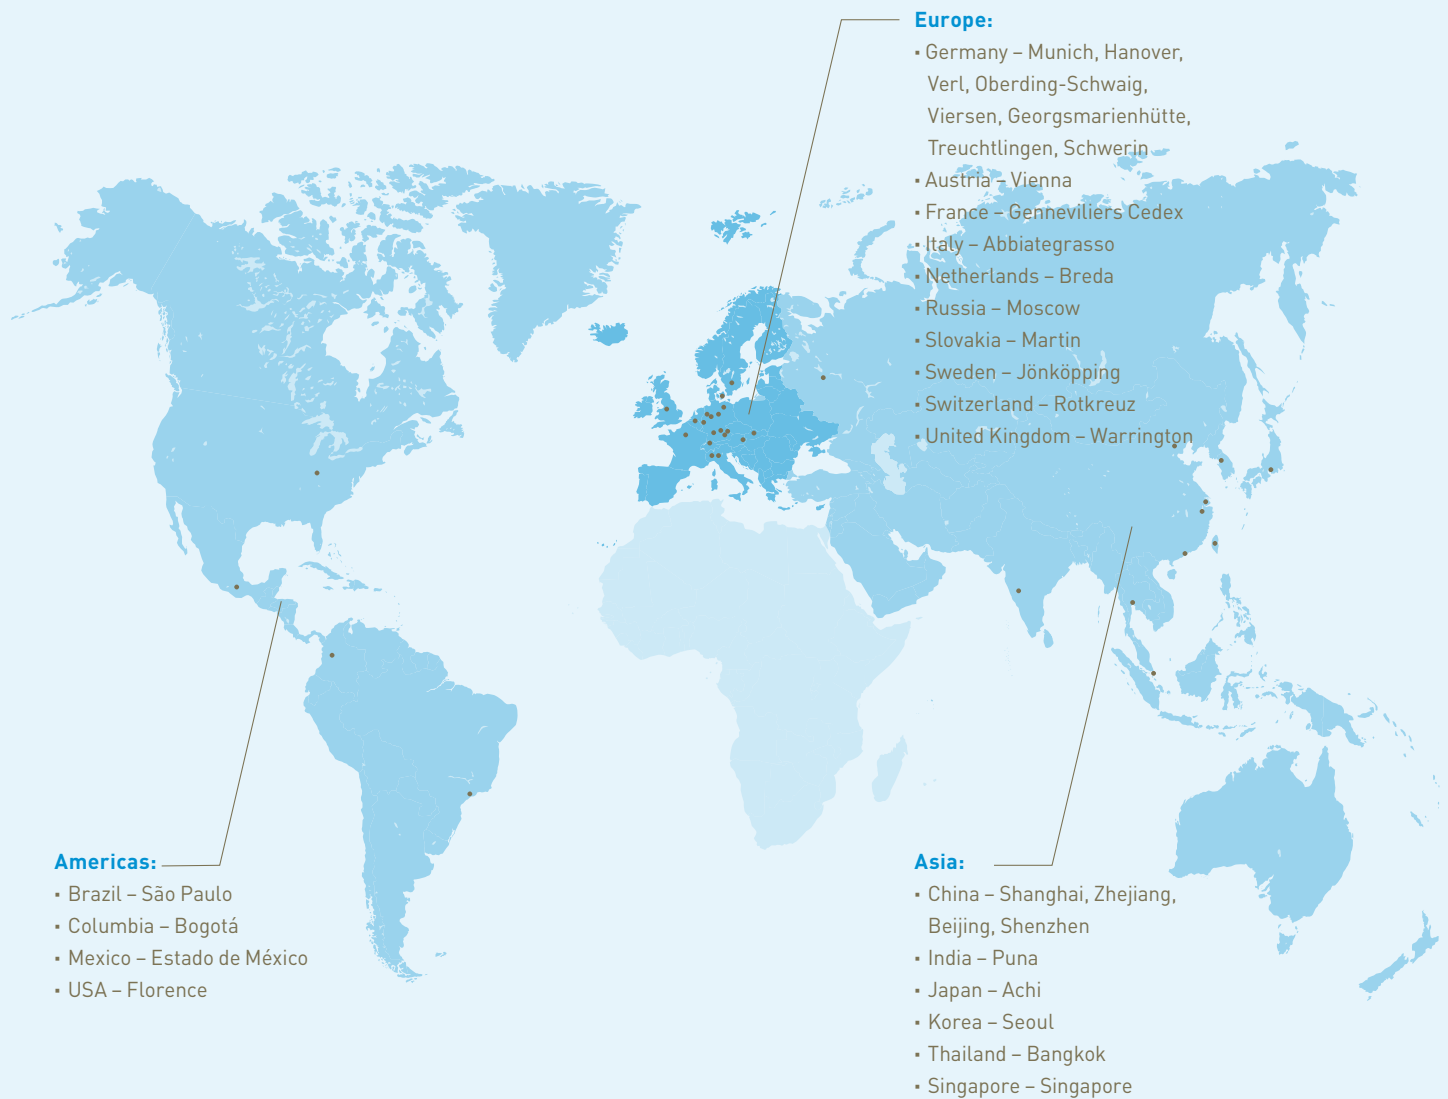 Europe:
▪ Germany – Munich, Hanover,
Verl, Oberding-Schwaig,
Viersen, Georgsmarienhütte,
Treuchtlingen, Schwerin
▪ Austria – Vienna
▪ France – Genneviliers Cedex
▪ Italy – Abbiategrasso
▪ Netherlands – Breda
▪ Russia – Moscow
▪ Slovakia – Martin
▪ Sweden – Jönköpping
▪ Switzerland – Rotkreuz
▪ United Kingdom – Warrington
Americas:
▪ Brazil – São Paulo
▪ Columbia – Bogotá
▪ Mexico – Estado de México
▪ USA – Florence
Asia:
▪ China – Shanghai, Zhejiang,
Beijing, Shenzhen
▪ India – Puna
▪ Japan – Achi
▪ Korea – Seoul
▪ Thailand – Bangkok
▪ Singapore – Singapore